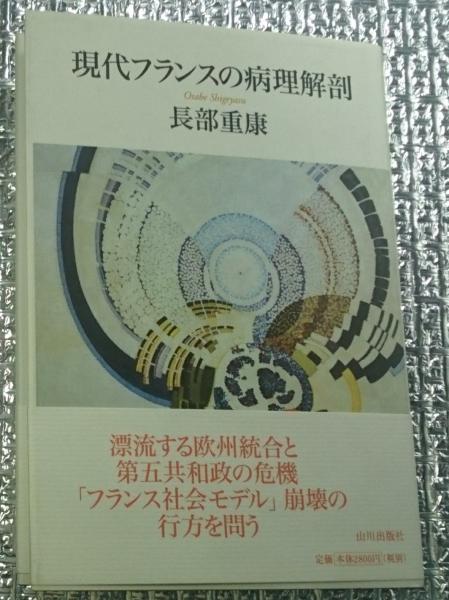 現代フランスの病理解剖
Osabe Shigeyasu
長部重康
漂流する欧州統合と
第五共和政の危機
「フランス社会モデル」崩壊の
行方を問う
山川出版社
定価 本体2800円(税別)